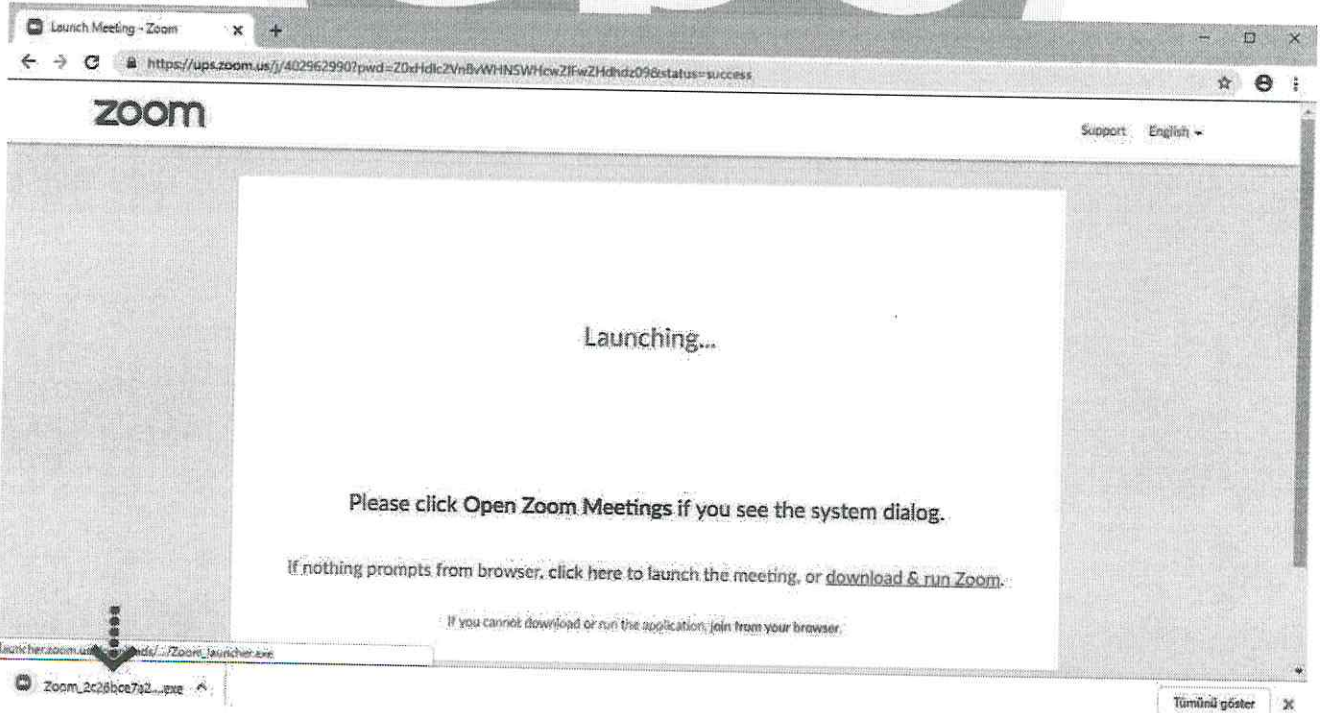 Launch Meeting - Zoom
zoom
Support English
Launching...
Please click Open Zoom Meetings if you see the system dialog.
If nothing prompts from browser, click here to launch the meeting, or download & run Zoom.
If you cannot download or run the application, join from your browser.
Tümünü göster